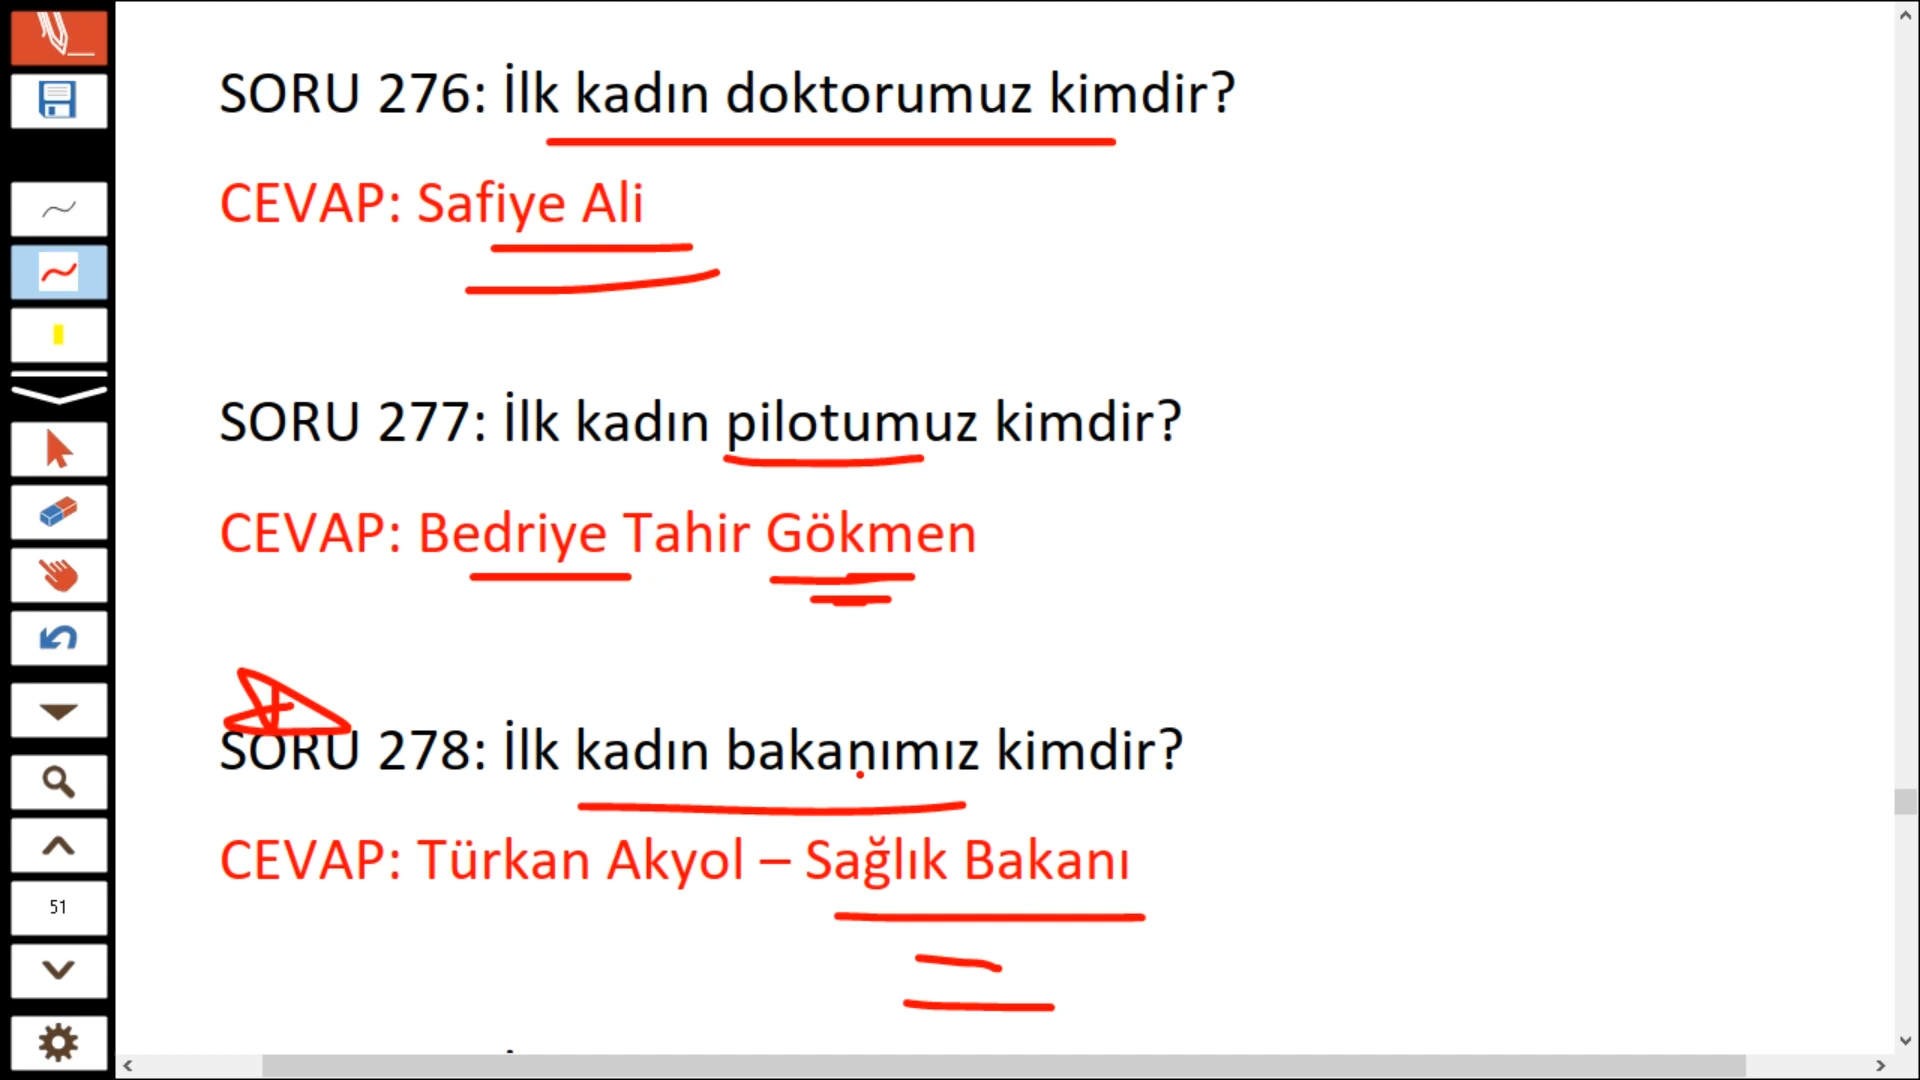 SORU 276: İlk kadın doktorumuz kimdir?
CEVAP: Safiye Ali
SORU 277: İlk kadın pilotumuz kimdir?
CEVAP: Bedriye Tahir Gökmen
SORU 278: İlk kadın bakanımız kimdir?
CEVAP: Türkan Akyol – Sağlık Bakanı
51